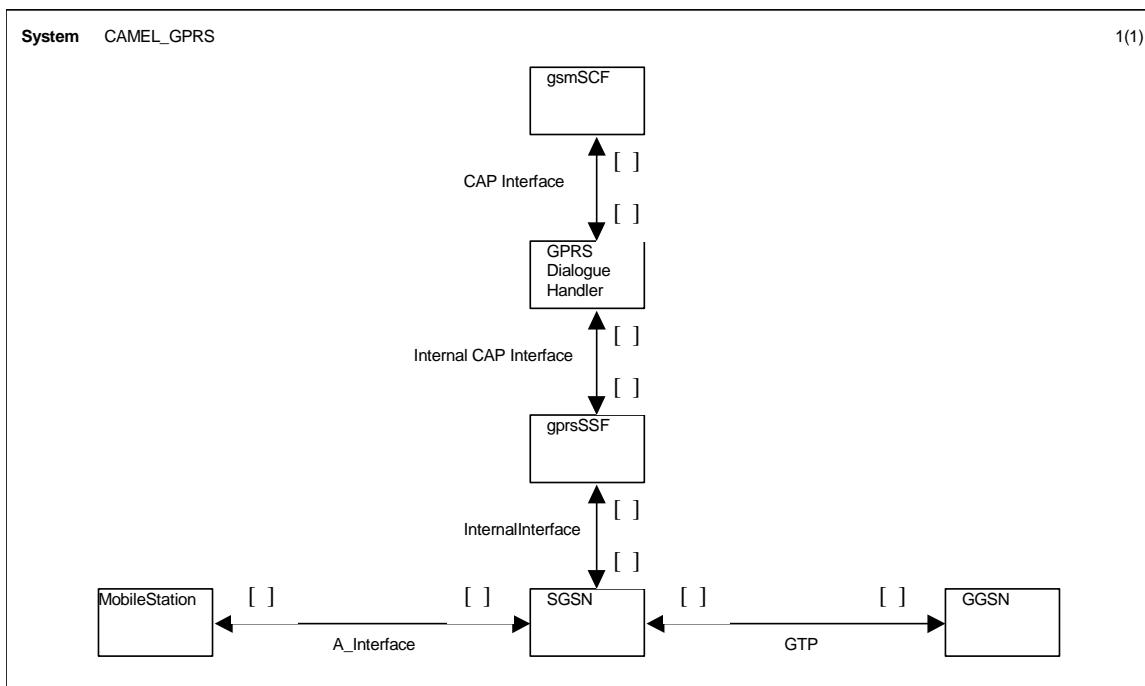 System CAMEL_GPRS 1(1)
gsmSCF
[ ]
CAP Interface
[ ]
GPRS
Dialogue
Handler
[ ]
Internal CAP Interface
[ ]
gprsSSF
[ ]
InternalInterface
[ ]
MobileStation [ ] [ ] SGSN [ ] [ ] GGSN
A_Interface GTP